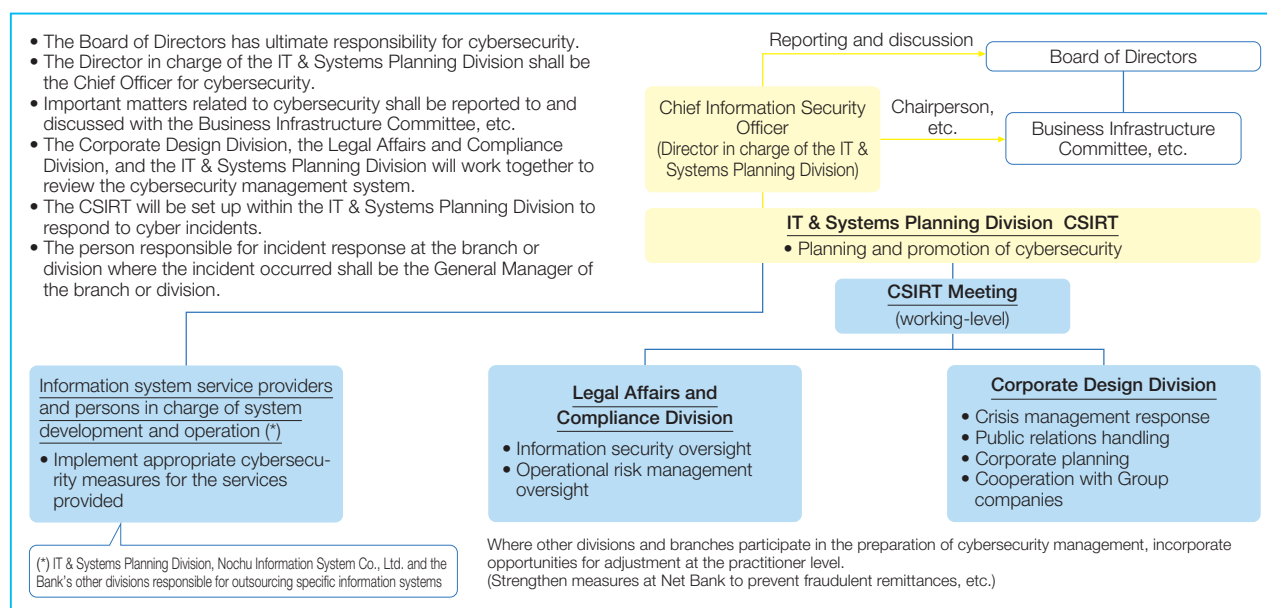 • The Board of Directors has ultimate responsibility for cybersecurity.
• The Director in charge of the IT & Systems Planning Division shall be
the Chief Officer for cybersecurity.
• Important matters related to cybersecurity shall be reported to and
discussed with the Business Infrastructure Committee, etc.
• The Corporate Design Division, the Legal Affairs and Compliance
Division, and the IT & Systems Planning Division will work together to
review the cybersecurity management system.
• The CSIRT will be set up within the IT & Systems Planning Division to
respond to cyber incidents.
• The person responsible for incident response at the branch or
division where the incident occurred shall be the General Manager of
the branch or division.
Reporting and discussion
Board of Directors
Chief Information Security
Officer
(Director in charge of the IT &
Systems Planning Division)
Chairperson,
etc.
Business Infrastructure
Committee, etc.
IT & Systems Planning Division CSIRT
• Planning and promotion of cybersecurity
CSIRT Meeting
(working-level)
Information system service providers
and persons in charge of system
development and operation (*)
• Implement appropriate cybersecu-
rity measures for the services
provided
Legal Affairs and
Compliance Division
• Information security oversight
• Operational risk management
oversight
Corporate Design Division
• Crisis management response
• Public relations handling
• Corporate planning
• Cooperation with Group
companies
(*) IT & Systems Planning Division, Nochu Information System Co., Ltd. and the
Bank's other divisions responsible for outsourcing specific information systems
Where other divisions and branches participate in the preparation of cybersecurity management, incorporate
opportunities for adjustment at the practitioner level.
(Strengthen measures at Net Bank to prevent fraudulent remittances, etc.)